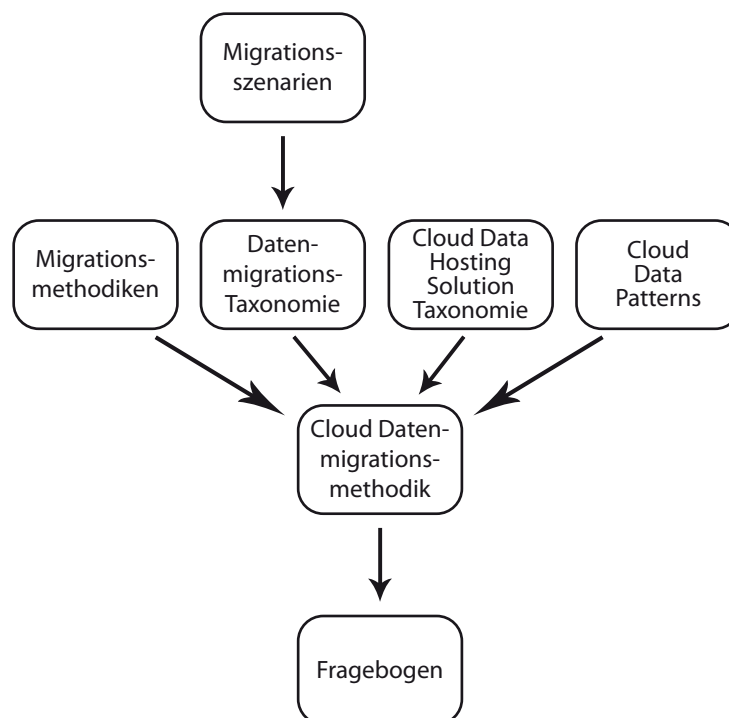 Migrations-
szenarien
Migrations-
methodiken
Daten-
migrations-
Taxonomie
Cloud Data
Hosting
Solution
Taxonomie
Cloud
Data
Patterns
Cloud Daten-
migrations-
methodik
Fragebogen